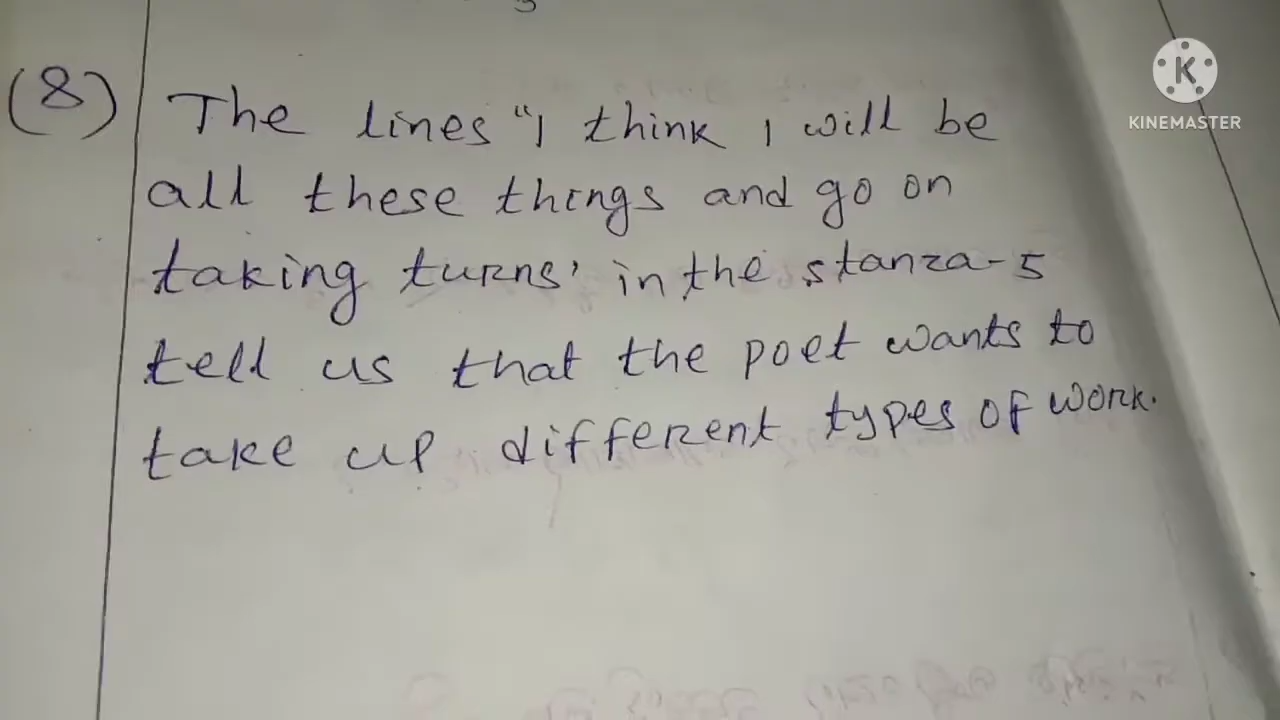 (8) The lines "I think I will be
KINEMASTER
all these things and go on
taking turns' in the stanza-5
tell us that the poet wants to
take up different types of work.